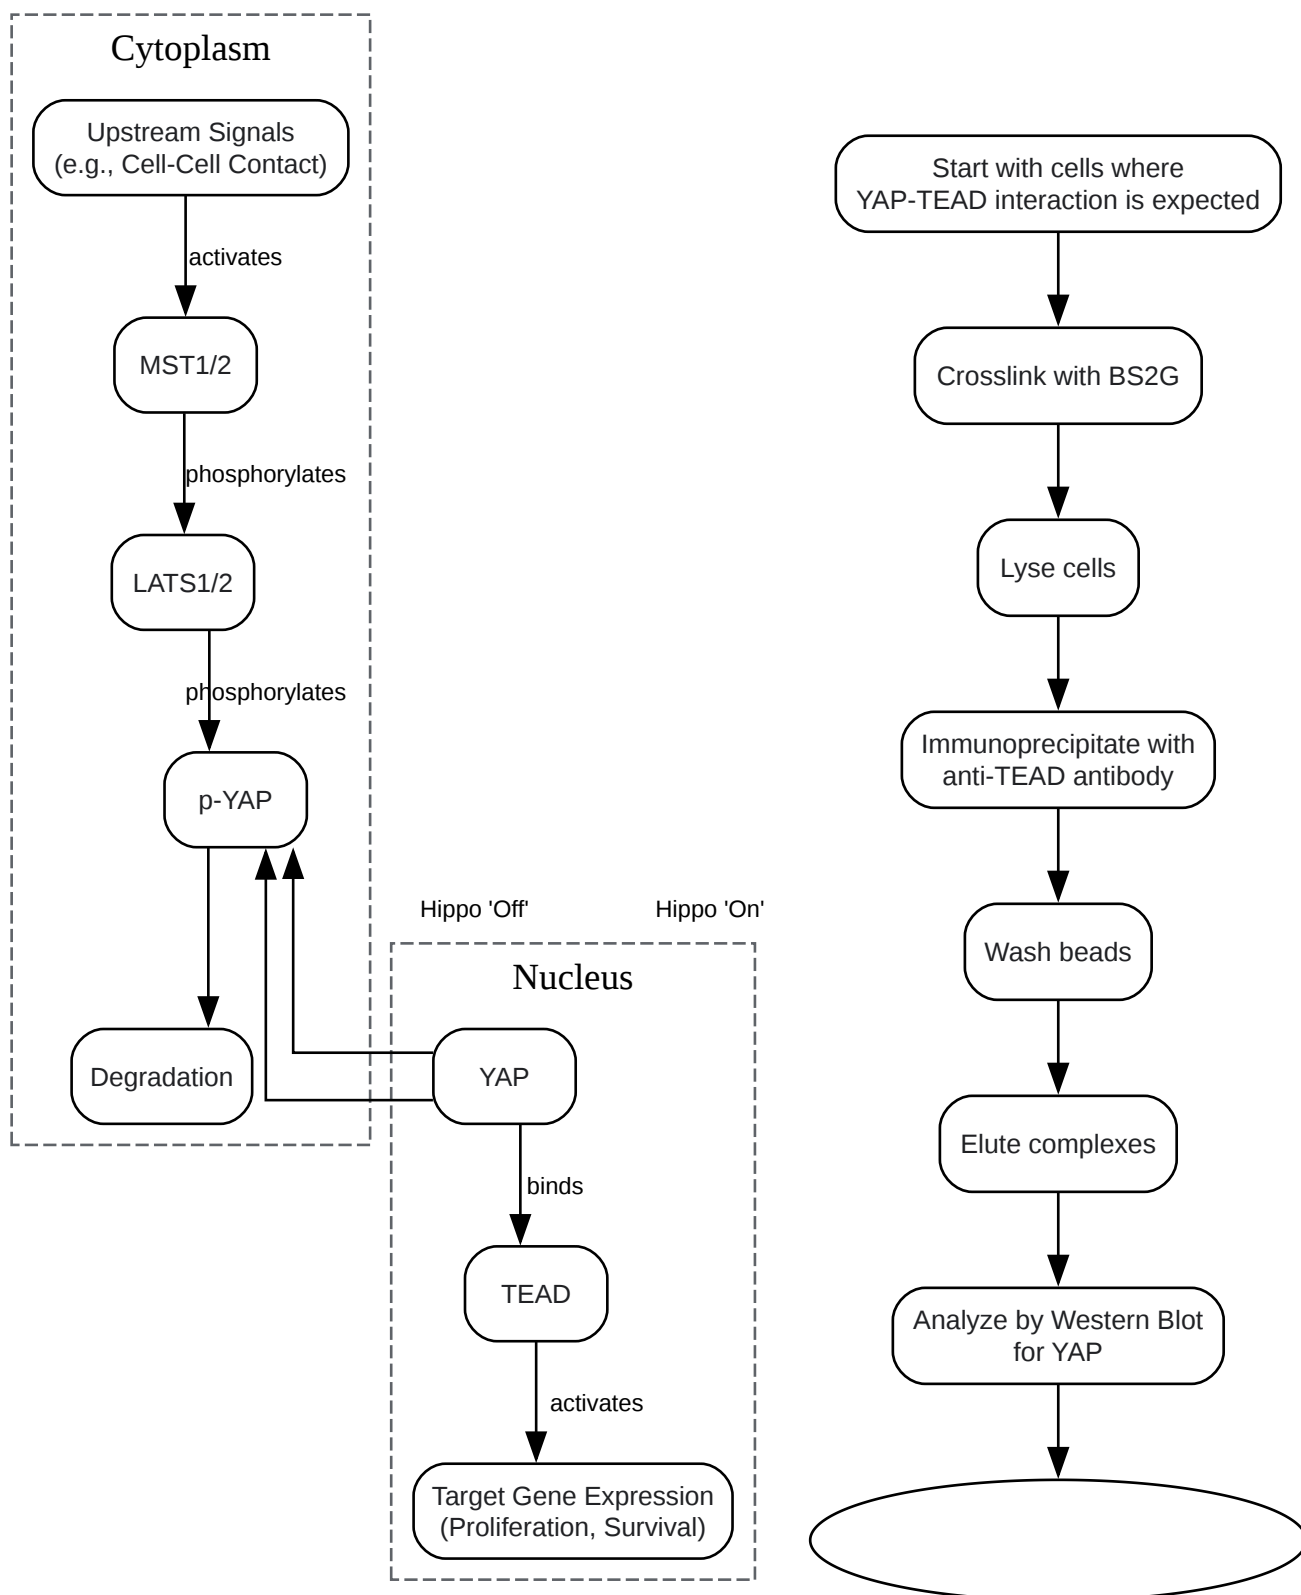 Cytoplasm
Upstream Signals
(e.g., Cell-Cell Contact)
activates
MST1/2
phosphorylates
LATS1/2
phosphorylates
p-YAP
Degradation
Hippo 'Off'
Hippo 'On'
Nucleus
YAP
binds
TEAD
activates
Target Gene Expression
(Proliferation, Survival)
Start with cells where
YAP-TEAD interaction is expected
Crosslink with BS2G
Lyse cells
Immunoprecipitate with
anti-TEAD antibody
Wash beads
Elute complexes
Analyze by Western Blot
for YAP